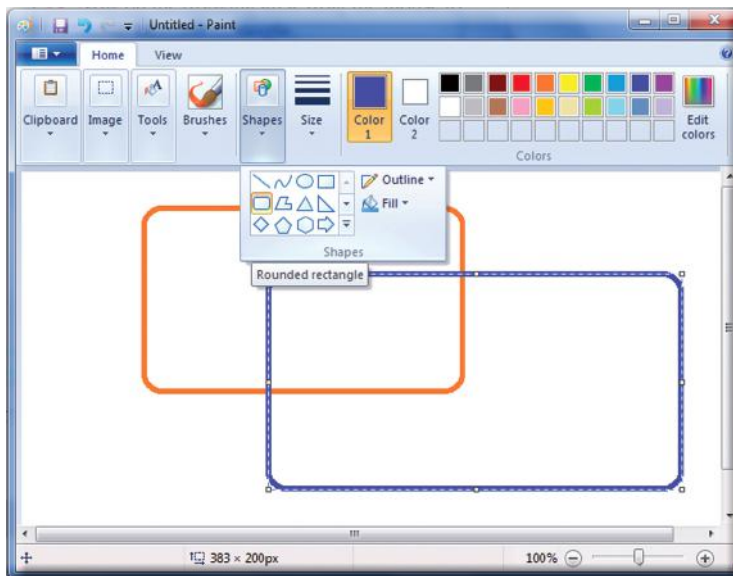 Untitled - Paint
Home View
Clipboard Image Tools Brushes Shapes Size Color 1 Color 2 Edit colors
Colors
Outline
Fill
Shapes
Rounded rectangle
383 × 200px 100%